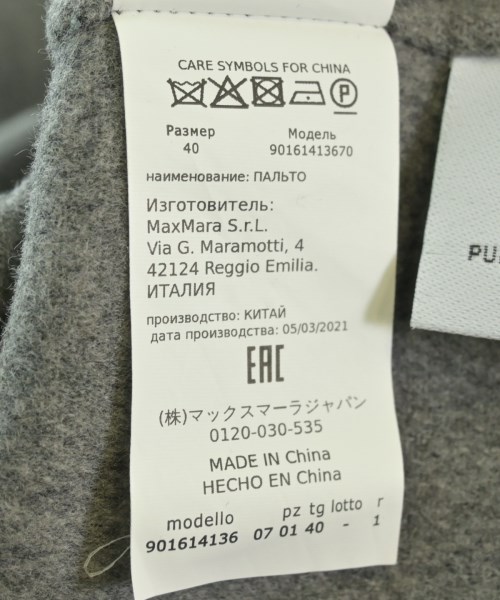 CARE SYMBOLS FOR CHINA
P
Размер Модель
40 90161413670
наименование: ПАЛЬТО
Изготовитель:
MaxMara S.r.L.
Via G. Maramotti, 4
42124 Reggio Emilia.
ИТАЛИЯ
производство: КИТАЙ
дата производства: 05/03/2021
EAC
(株)マックスマーラジャパン
0120-030-535
MADE IN China
HECHO EN China
modello pz tg lotto r
901614136 07 01 40 - 1